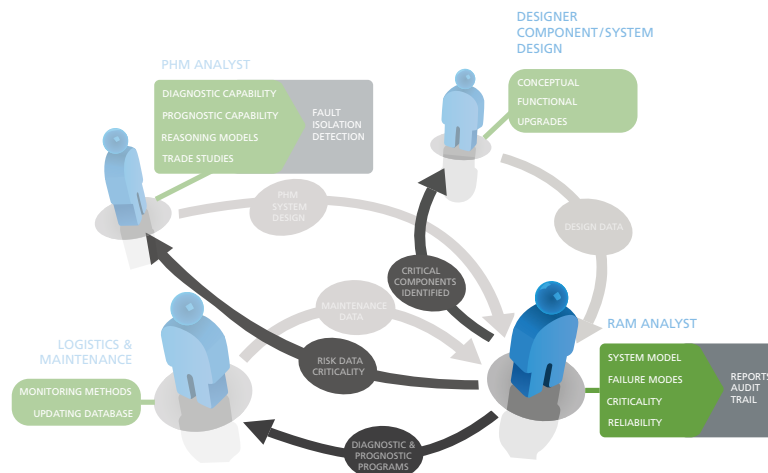 DESIGNER
COMPONENT/SYSTEM
DESIGN
CONCEPTUAL
FUNCTIONAL
UPGRADES
PHM ANALYST
DIAGNOSTIC CAPABILITY
PROGNOSTIC CAPABILITY
REASONING MODELS
TRADE STUDIES
FAULT
ISOLATION
DETECTION
PHM
SYSTEM
DESIGN
DESIGN DATA
CRITICAL
COMPONENTS
IDENTIFIED
MAINTENANCE
DATA
RISK DATA
CRITICALITY
LOGISTICS &
MAINTENANCE
MONITORING METHODS
UPDATING DATABASE
RAM ANALYST
SYSTEM MODEL
FAILURE MODES
CRITICALITY
RELIABILITY
REPORTS
AUDIT
TRAIL
DIAGNOSTIC &
PROGNOSTIC
PROGRAMS